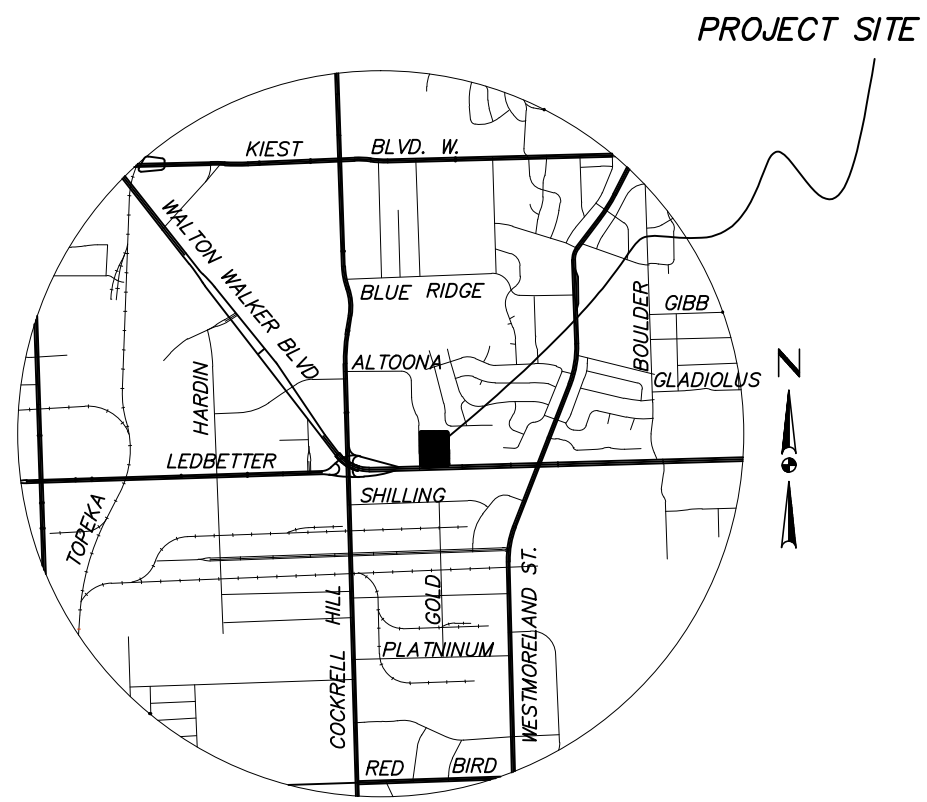 PROJECT SITE
KIEST BLVD. W.
WALTON WALKER BLVD
BLUE RIDGE
BOULDER
GIBB
N
ALTOONA
GLADIOLUS
HARDIN
LEDBETTER
SHILLING
TOPEKA
GOLD
WESTMORELAND ST.
PLATNINUM
COCKRELL HILL
RED BIRD